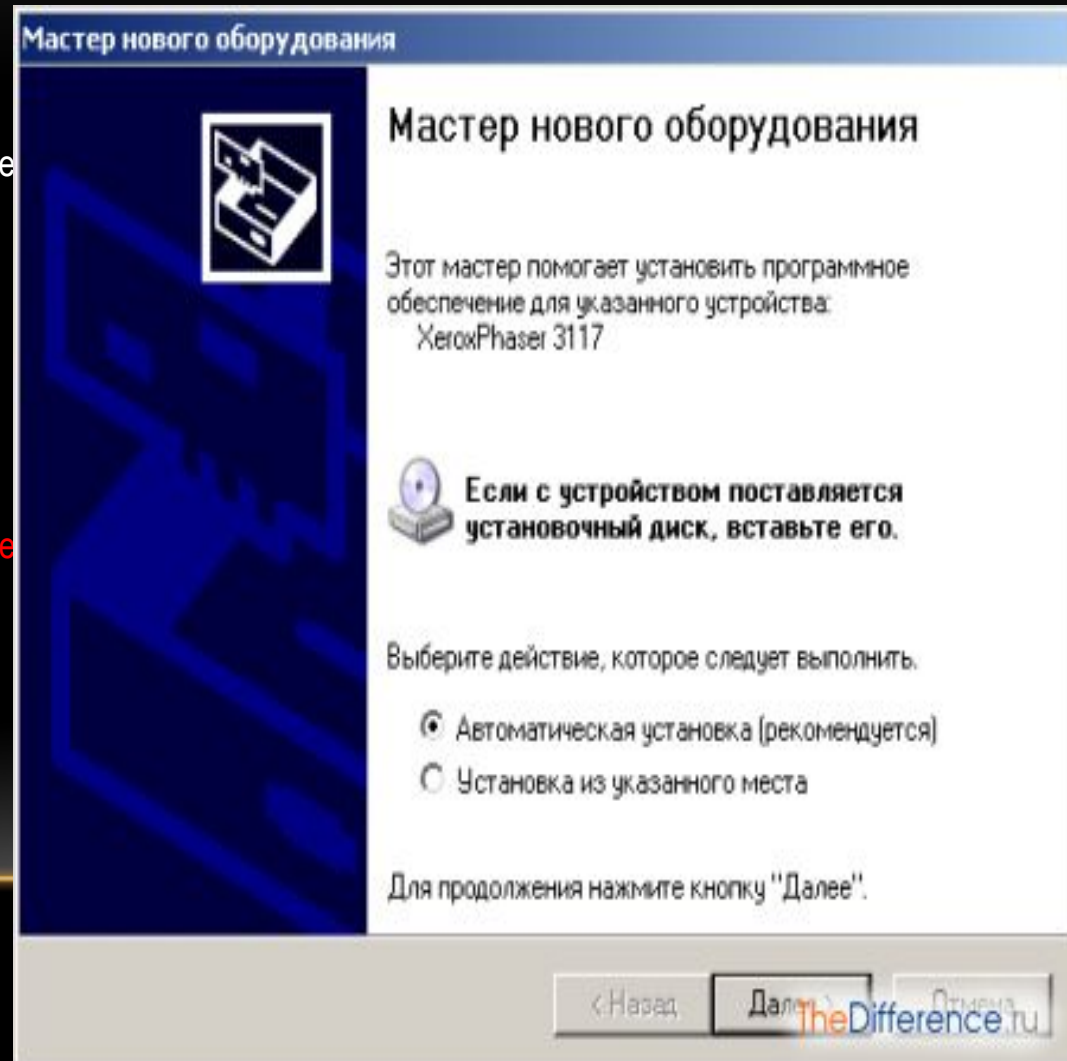 Мастер нового оборудования
Мастер нового оборудования
е
Этот мастер помогает установить программное
обеспечение для указанного устройства:
XeroxPhaser 3117
Если с устройством поставляется
установочный диск, вставьте его.
е
Выберите действие, которое следует выполнить.
Автоматическая установка (рекомендуется)
Установка из указанного места
Для продолжения нажмите кнопку "Далее".
< Назад
Далее >
Отмена
TheDifference.ru